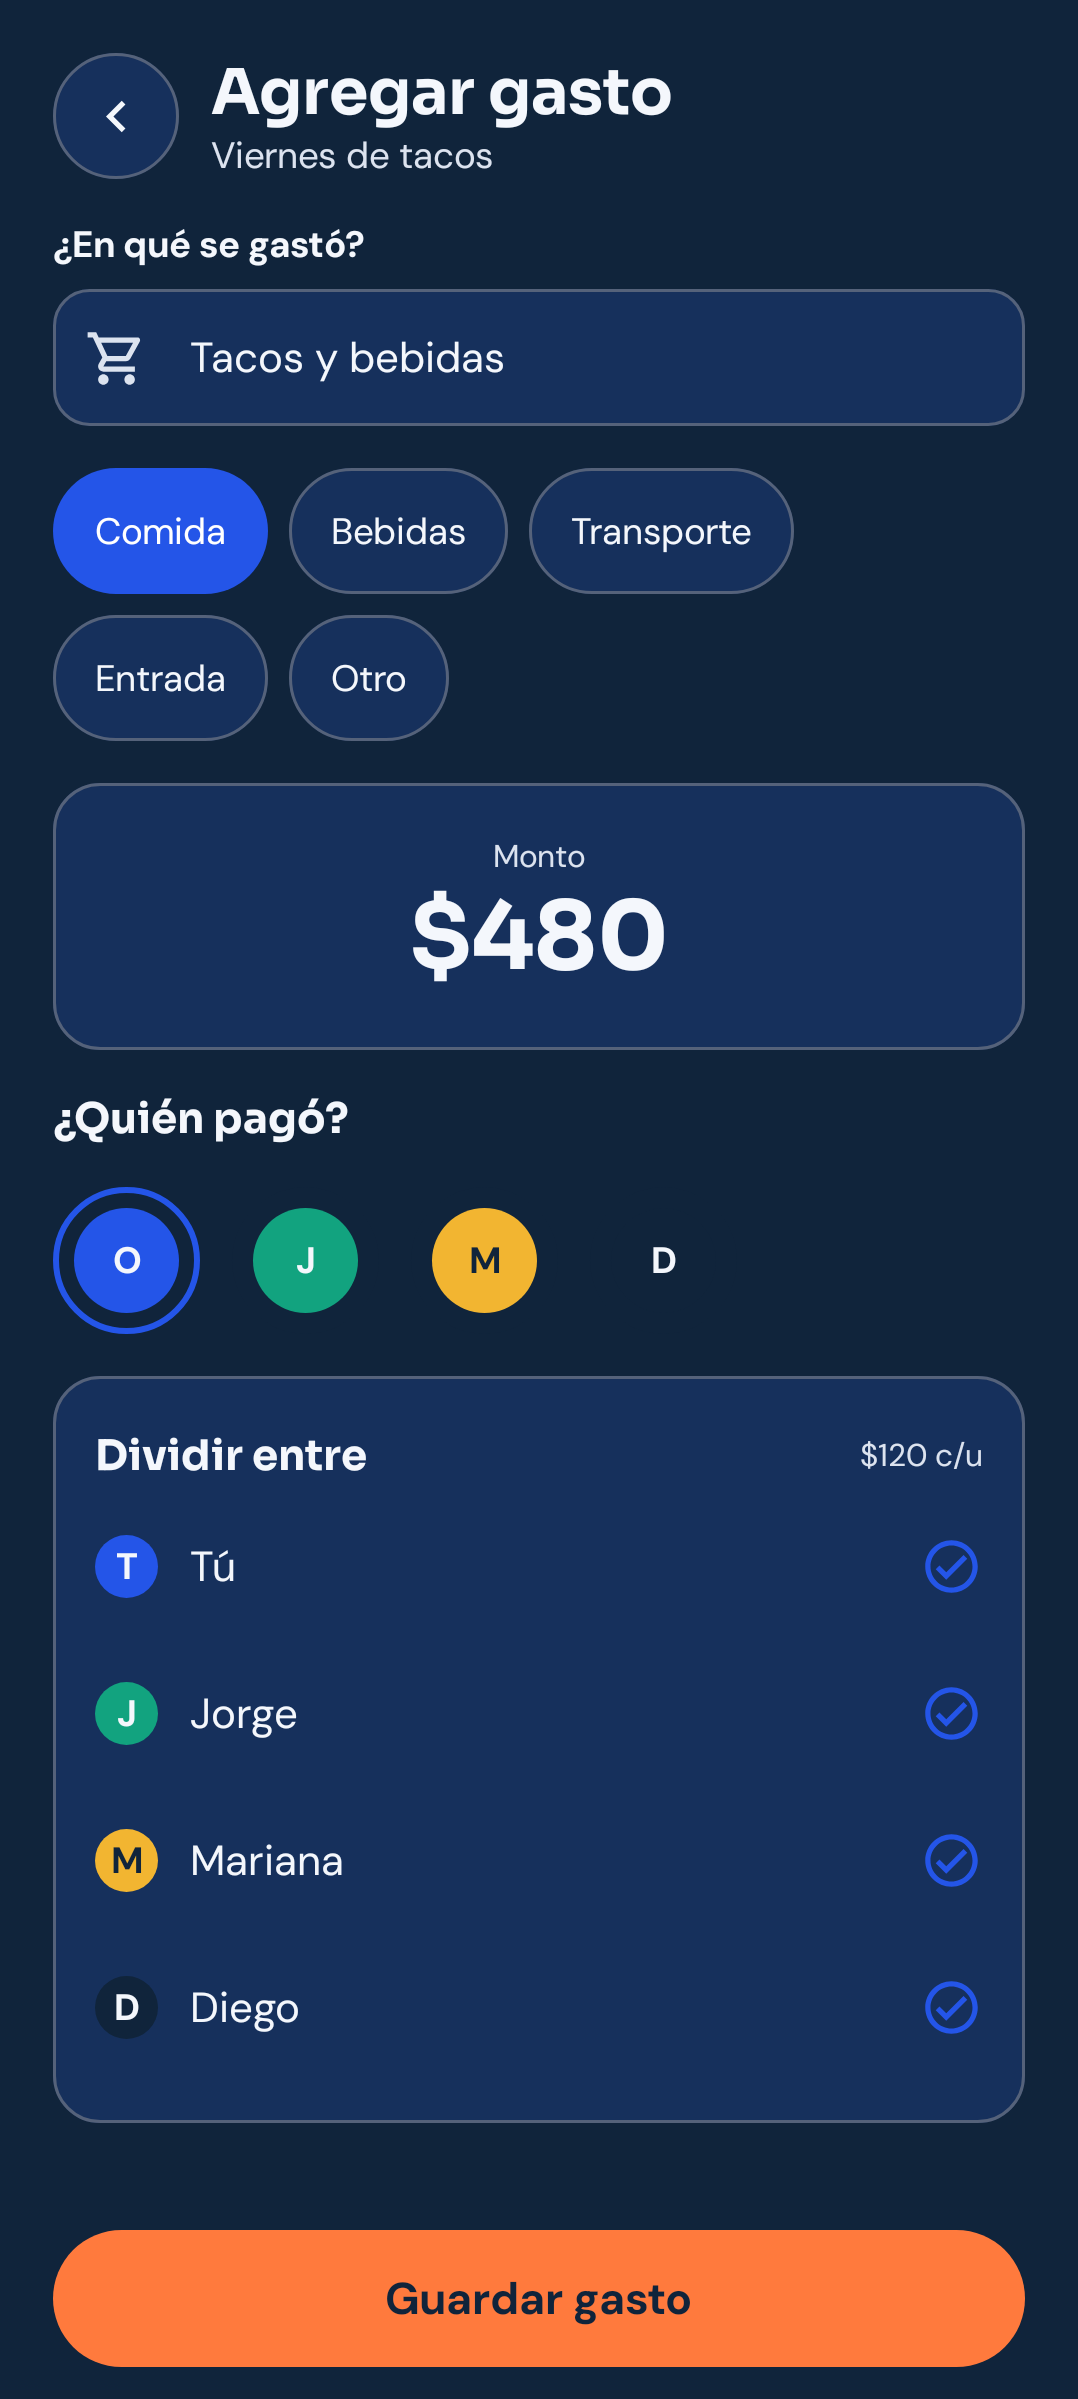 Agregar gasto
Viernes de tacos
¿En qué se gastó?
Tacos y bebidas
Comida Bebidas Transporte
Entrada Otro
Monto
$480
¿Quién pagó?
O J M D
Dividir entre $120 c/u
T Tú
J Jorge
M Mariana
D Diego
Guardar gasto